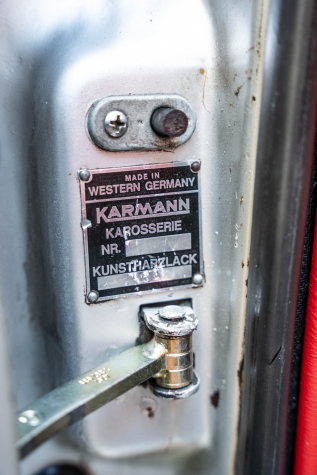 MADE IN
WESTERN GERMANY
KARMANN
KAROSSERIE
NR.
KUNSTHARZLACK